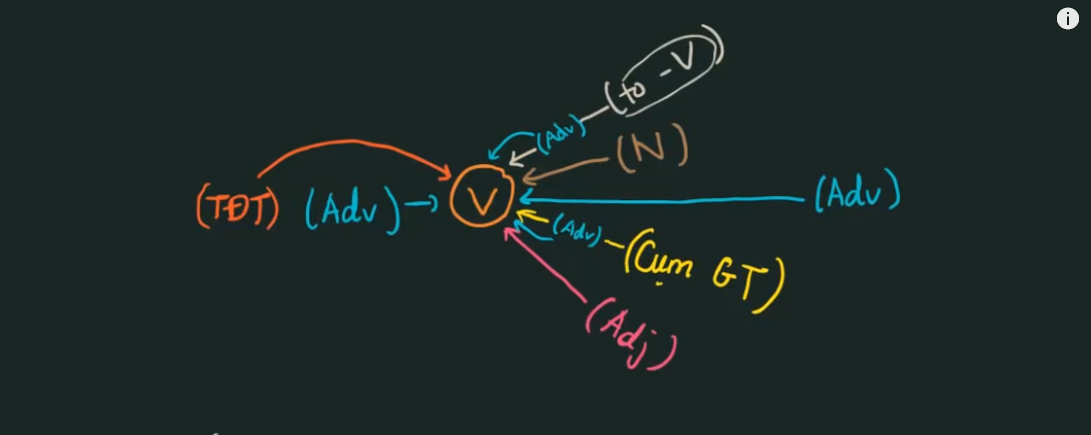 (to - V)
(Adv)
(N)
(TĐT) (Adv) V (Adv)
(Adv) (Cụm GT)
(Adj)